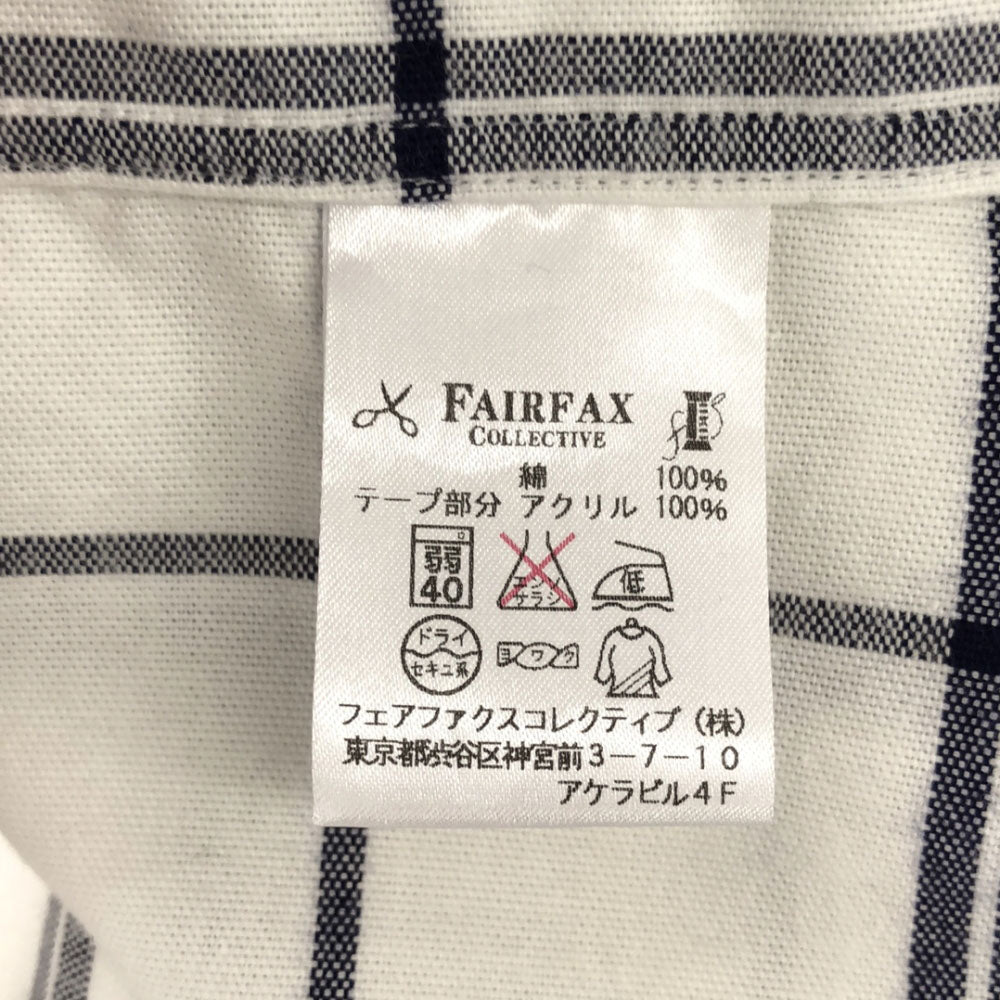 FAIRFAX
COLLECTIVE
綿 100%
テープ部分 アクリル 100%
弱
40
エンソ
サラシ
低
ドライ
セキユ系
ヨワク
フェアファクスコレクティブ (株)
東京都渋谷区神宮前3-7-10
アケラビル4F